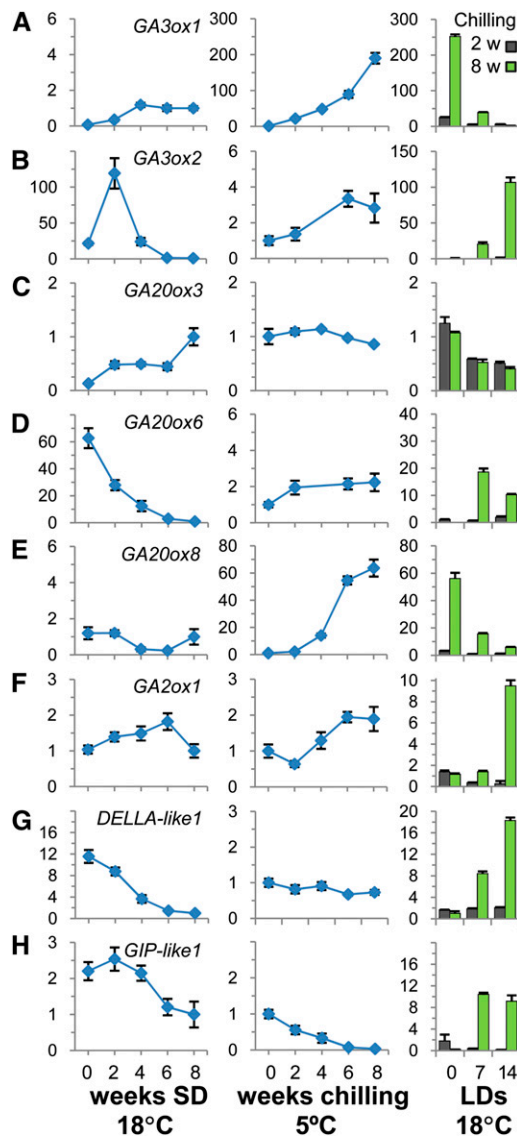 A GA3ox1 Chilling
2 w
8 w
6 4 2 0
300 200 100 0
300 250 200 150 100 50 0
B GA3ox2
100 75 50 25 0
6 4 2 0
150 100 50 0
C GA20ox3
2 1 0
2 1 0
2 1 0
D GA20ox6
60 40 20 0
6 4 2 0
40 30 20 10 0
E GA20ox8
6 4 2 0
80 60 40 20 0
80 60 40 20 0
F GA2ox1
3 2 1 0
3 2 1 0
10 8 6 4 2 0
G DELLA-like1
16 12 8 4 0
3 2 1 0
20 16 12 8 4 0
H GIP-like1
3 2 1 0
3 2 1 0
20 16 12 8 4 0
0 2 4 6 8 0 2 4 6 8 0 7 14
weeks SD weeks chilling LDs
18°C 5ºC 18°C